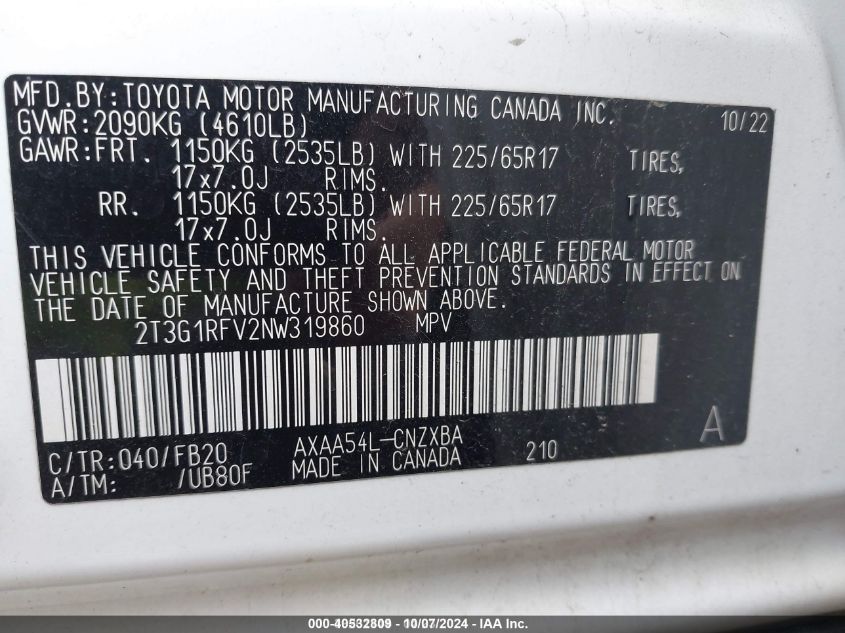 MFD.BY:TOYOTA MOTOR MANUFACTURING CANADA INC. 10/22
GVWR:2090KG (4610LB)
GAWR:FRT. 1150KG (2535LB) WITH 225/65R17 TIRES,
17x7.0J RIMS.
RR. 1150KG (2535LB) WITH 225/65R17 TIRES,
17x7.0J RIMS.
THIS VEHICLE CONFORMS TO ALL APPLICABLE FEDERAL MOTOR
VEHICLE SAFETY AND THEFT PREVENTION STANDARDS IN EFFECT ON
THE DATE OF MANUFACTURE SHOWN ABOVE.
2T3G1RFV2NW319860 MPV
C/TR:040/FB20 AXAA54L-CNZXBA 210 A
A/TM: /UB80F MADE IN CANADA
000-40532809 - 10/07/2024 - IAA Inc.